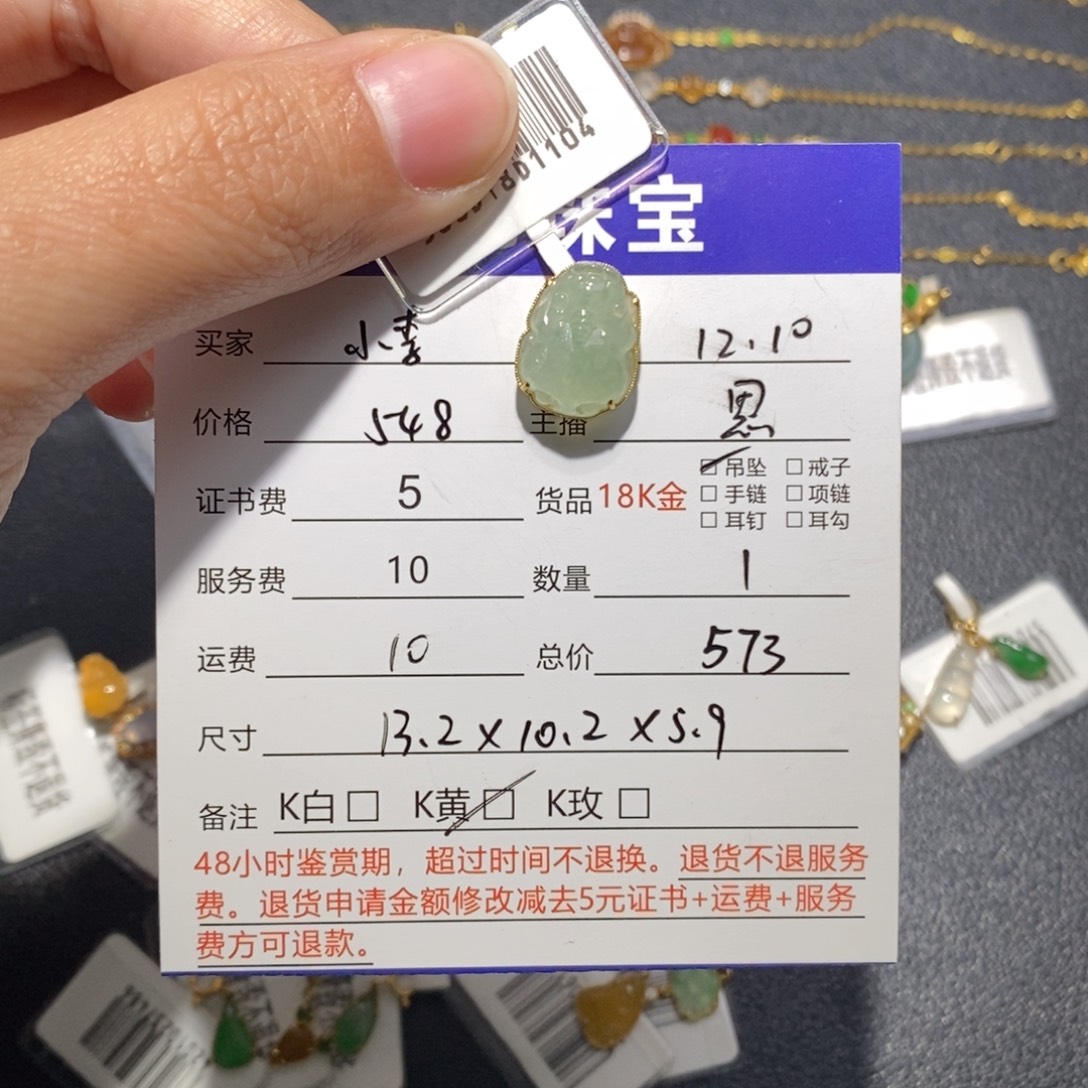 珠宝
买家 小李 12.10
价格 548 主播 恩
证书费 5 货品 18K金 ☐吊坠 ☐戒子
☐手链 ☐项链
☐耳钉 ☐耳勾
服务费 10 数量 1
运费 10 总价 573
尺寸 13.2×10.2×5.9
备注 K白☐ K黄☐ K玫☐
48小时鉴赏期，超过时间不退换。退货不退服务
费。退货申请金额修改减去5元证书+运费+服务
费方可退款。